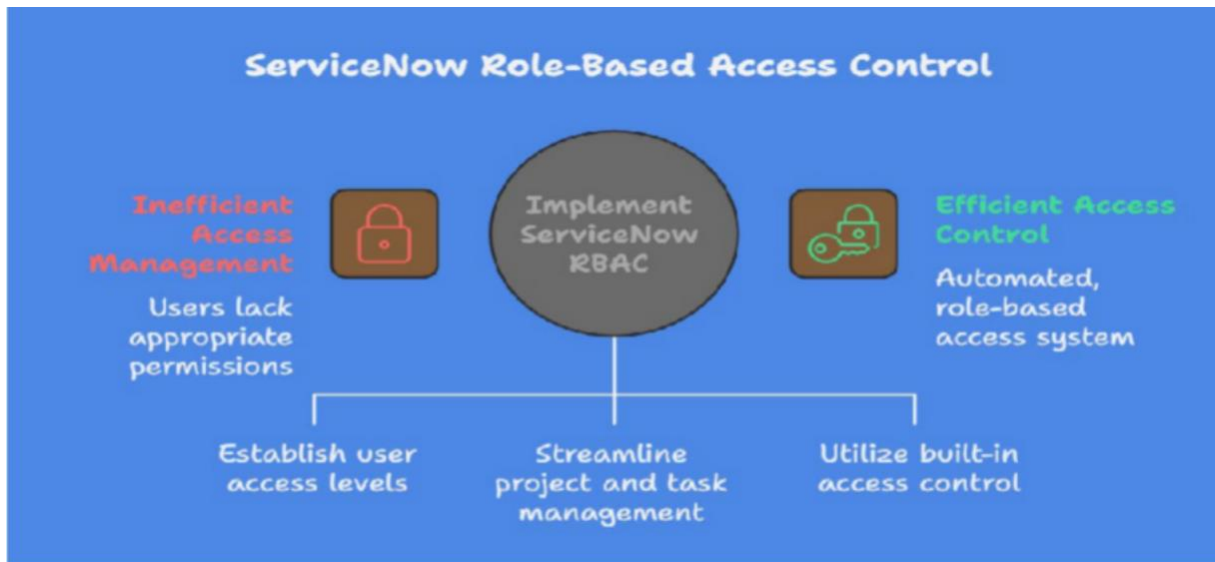 ServiceNow Role-Based Access Control
Inefficient
Access
Management
Users lack
appropriate
permissions
Implement
ServiceNow
RBAC
Efficient Access
Control
Automated,
role-based
access system
Establish user
access levels
Streamline
project and task
management
Utilize built-in
access control